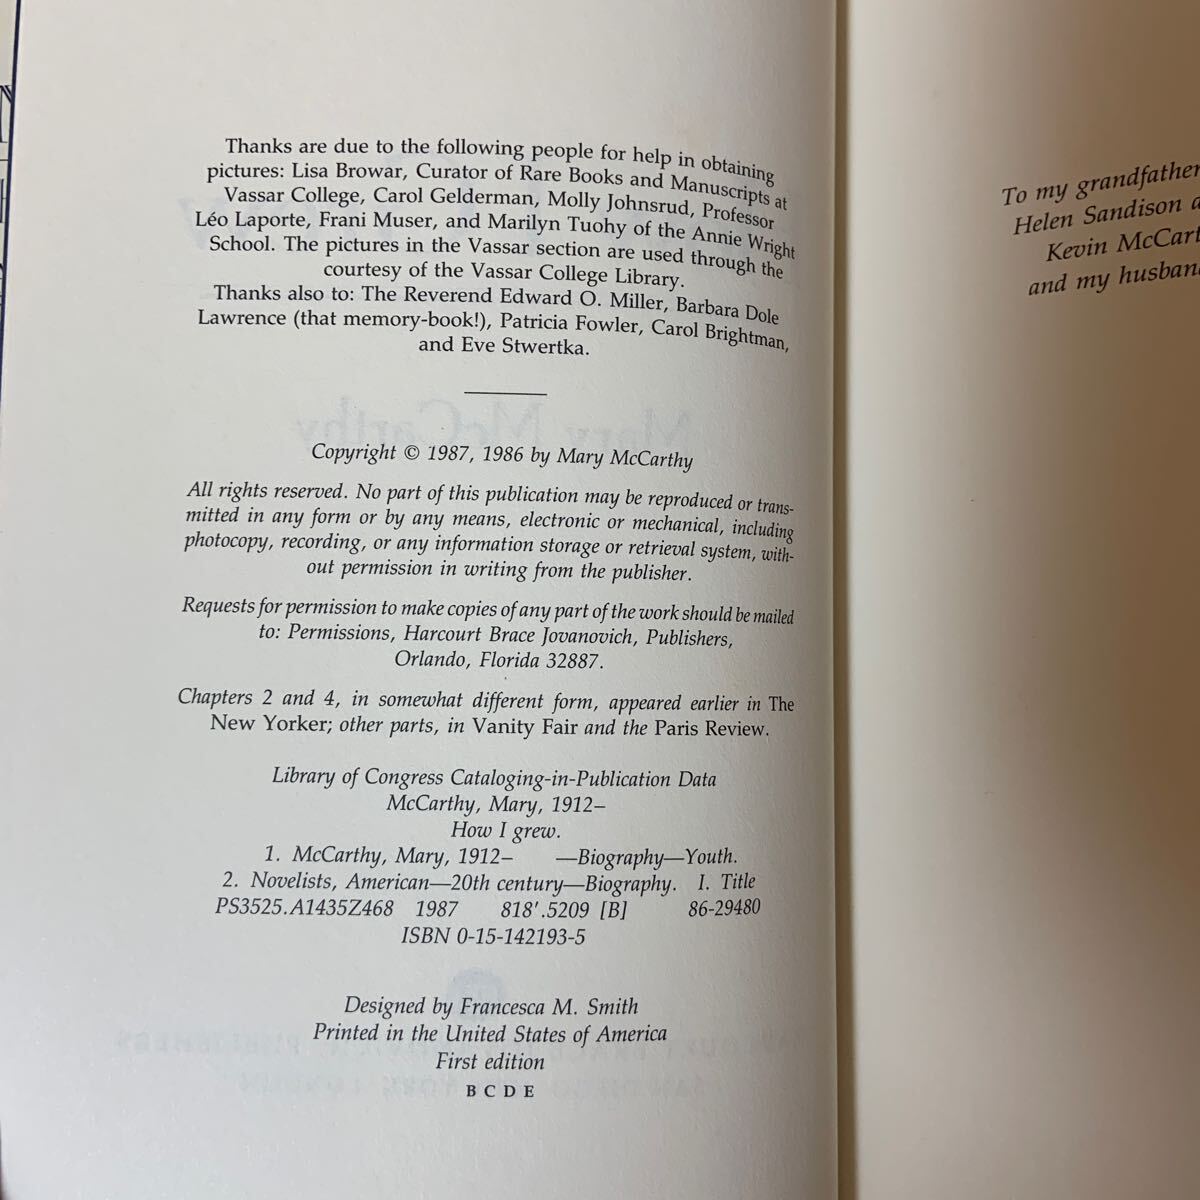 Thanks are due to the following people for help in obtaining
pictures: Lisa Browar, Curator of Rare Books and Manuscripts at
Vassar College, Carol Gelderman, Molly Johnsrud, Professor
Léo Laporte, Frani Muser, and Marilyn Tuohy of the Annie Wright
School. The pictures in the Vassar section are used through the
courtesy of the Vassar College Library.
Thanks also to: The Reverend Edward O. Miller, Barbara Dole
Lawrence (that memory-book!), Patricia Fowler, Carol Brightman,
and Eve Stwertka.
Copyright © 1987, 1986 by Mary McCarthy
All rights reserved. No part of this publication may be reproduced or trans-
mitted in any form or by any means, electronic or mechanical, including
photocopy, recording, or any information storage or retrieval system, with-
out permission in writing from the publisher.
Requests for permission to make copies of any part of the work should be mailed
to: Permissions, Harcourt Brace Jovanovich, Publishers,
Orlando, Florida 32887.
Chapters 2 and 4, in somewhat different form, appeared earlier in The
New Yorker; other parts, in Vanity Fair and the Paris Review.
Library of Congress Cataloging-in-Publication Data
McCarthy, Mary, 1912–
How I grew.
1. McCarthy, Mary, 1912– —Biography—Youth.
2. Novelists, American—20th century—Biography. I. Title
PS3525.A1435Z468 1987 818'.5209 [B] 86-29480
ISBN 0-15-142193-5
Designed by Francesca M. Smith
Printed in the United States of America
First edition
B C D E
To my grandfather
Helen Sandison
Kevin McCart
and my husban